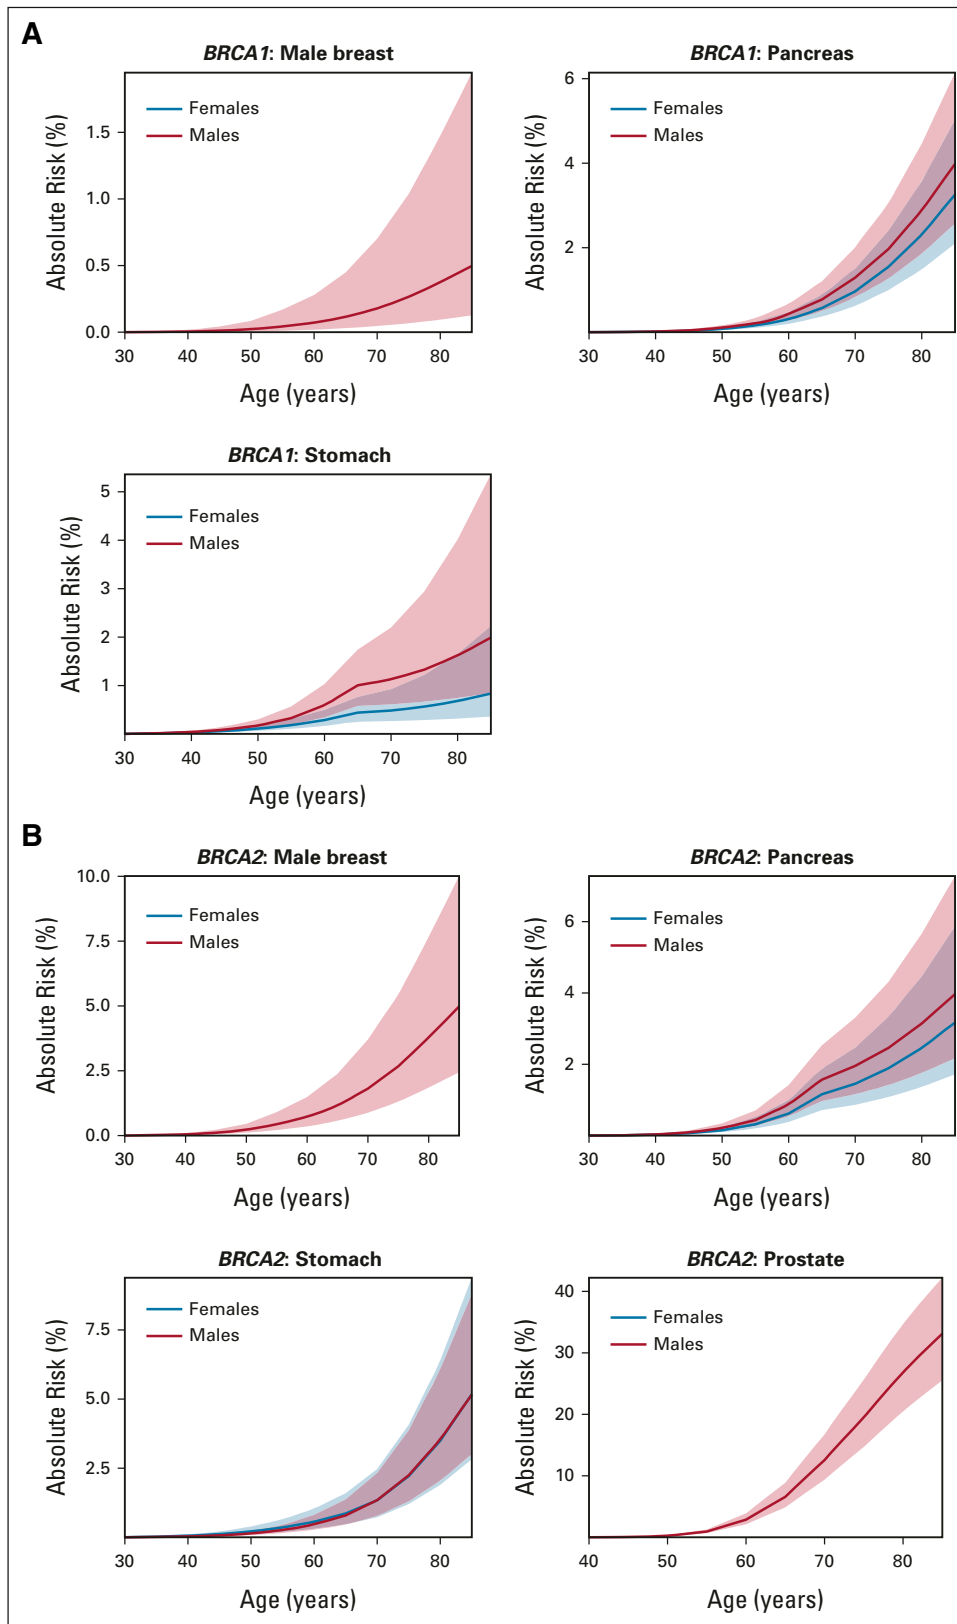 A
BRCA1: Male breast
Absolute Risk (%)
1.5
1.0
0.5
0.0
Females
Males
30 40 50 60 70 80
Age (years)
BRCA1: Pancreas
Absolute Risk (%)
6
4
2
Females
Males
30 40 50 60 70 80
Age (years)
BRCA1: Stomach
Absolute Risk (%)
5
4
3
2
1
Females
Males
30 40 50 60 70 80
Age (years)
B
BRCA2: Male breast
Absolute Risk (%)
10.0
7.5
5.0
2.5
0.0
Females
Males
30 40 50 60 70 80
Age (years)
BRCA2: Pancreas
Absolute Risk (%)
6
4
2
Females
Males
30 40 50 60 70 80
Age (years)
BRCA2: Stomach
Absolute Risk (%)
7.5
5.0
2.5
Females
Males
30 40 50 60 70 80
Age (years)
BRCA2: Prostate
Absolute Risk (%)
40
30
20
10
Females
Males
40 50 60 70 80
Age (years)